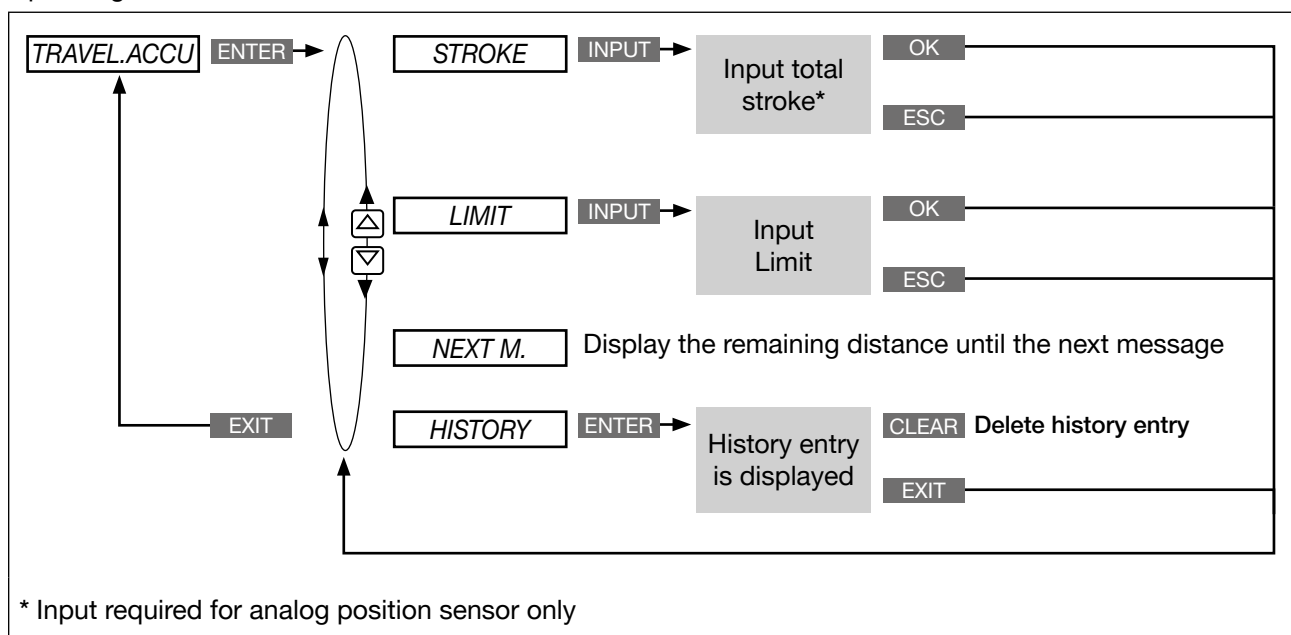 TRAVEL.ACCU ENTER STROKE INPUT Input total stroke* OK
ESC
LIMIT INPUT Input Limit OK
ESC
NEXT M. Display the remaining distance until the next message
EXIT HISTORY ENTER History entry is displayed CLEAR Delete history entry
EXIT
* Input required for analog position sensor only